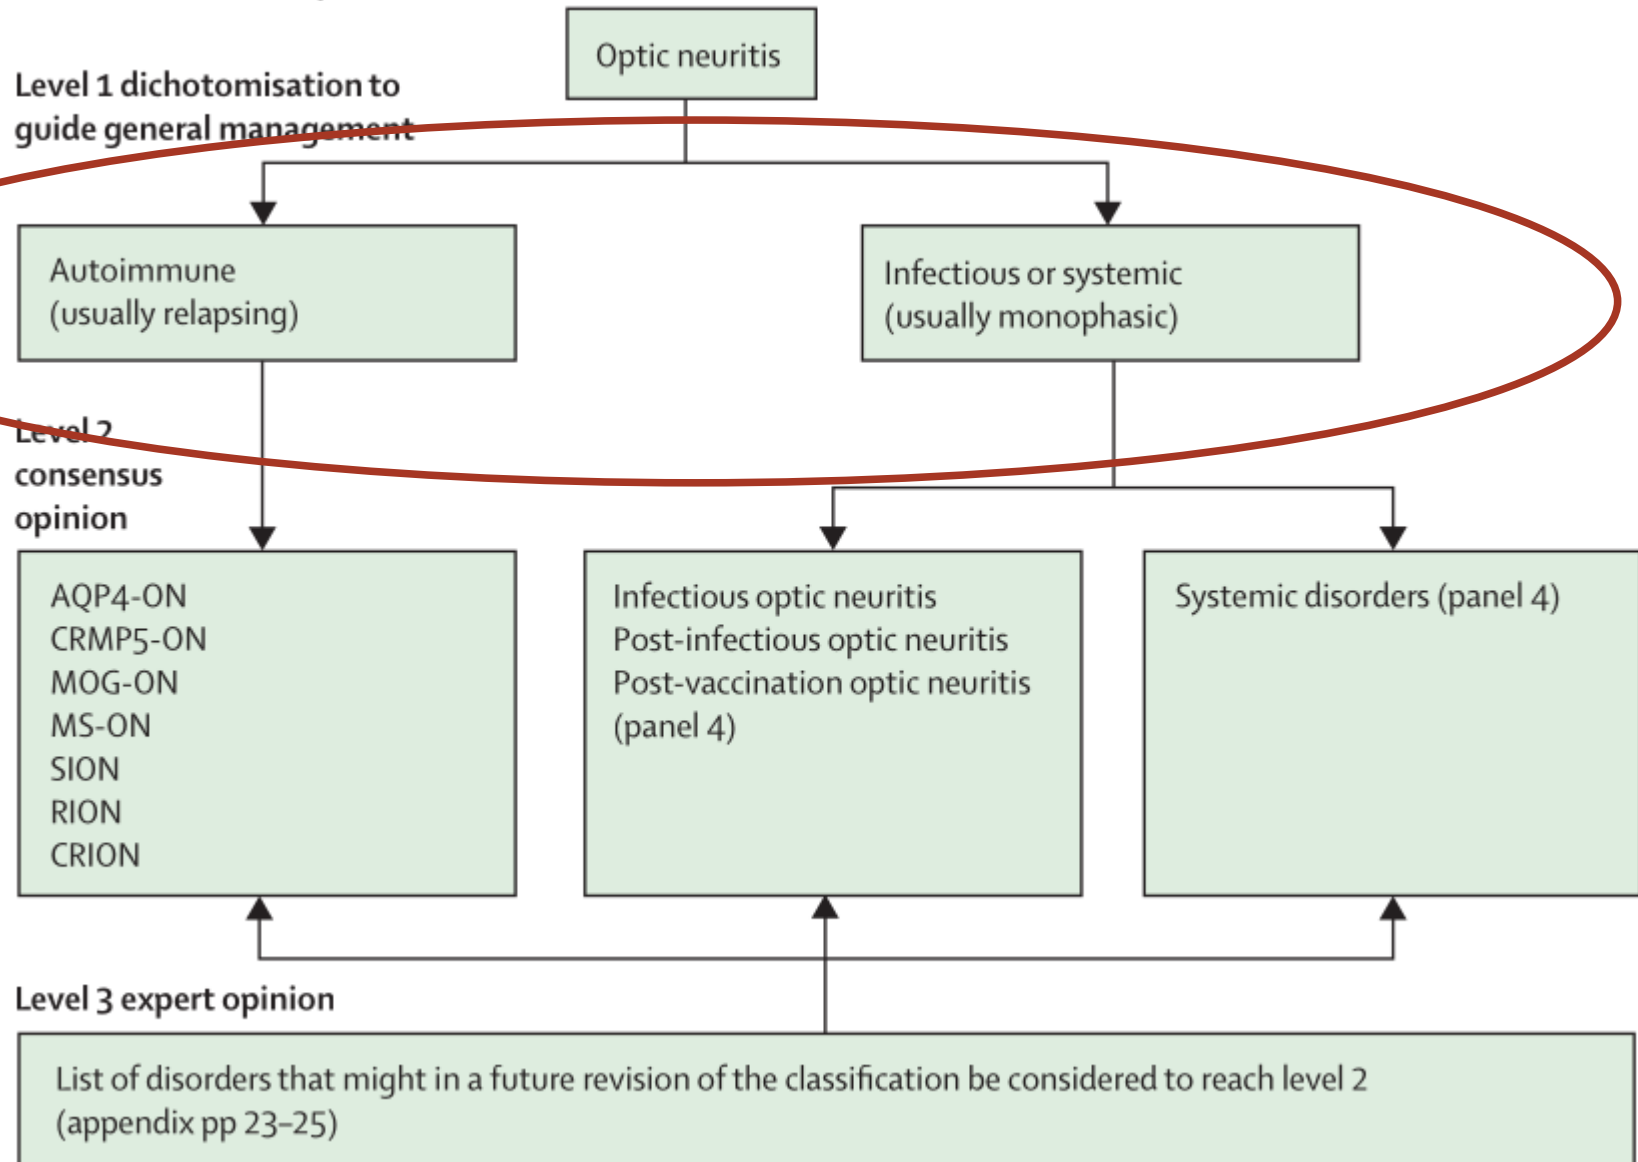 Optic neuritis
Level 1 dichotomisation to
guide general management
Autoimmune
(usually relapsing)
Infectious or systemic
(usually monophasic)
Level 2
consensus
opinion
AQP4-ON
CRMP5-ON
MOG-ON
MS-ON
SION
RION
CRION
Infectious optic neuritis
Post-infectious optic neuritis
Post-vaccination optic neuritis
(panel 4)
Systemic disorders (panel 4)
Level 3 expert opinion
List of disorders that might in a future revision of the classification be considered to reach level 2
(appendix pp 23–25)